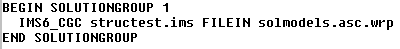 BEGIN SOLUTIONGROUP 1
  IMS6_CGC structest.ims FILEIN solmodels.asc.wrp
END SOLUTIONGROUP